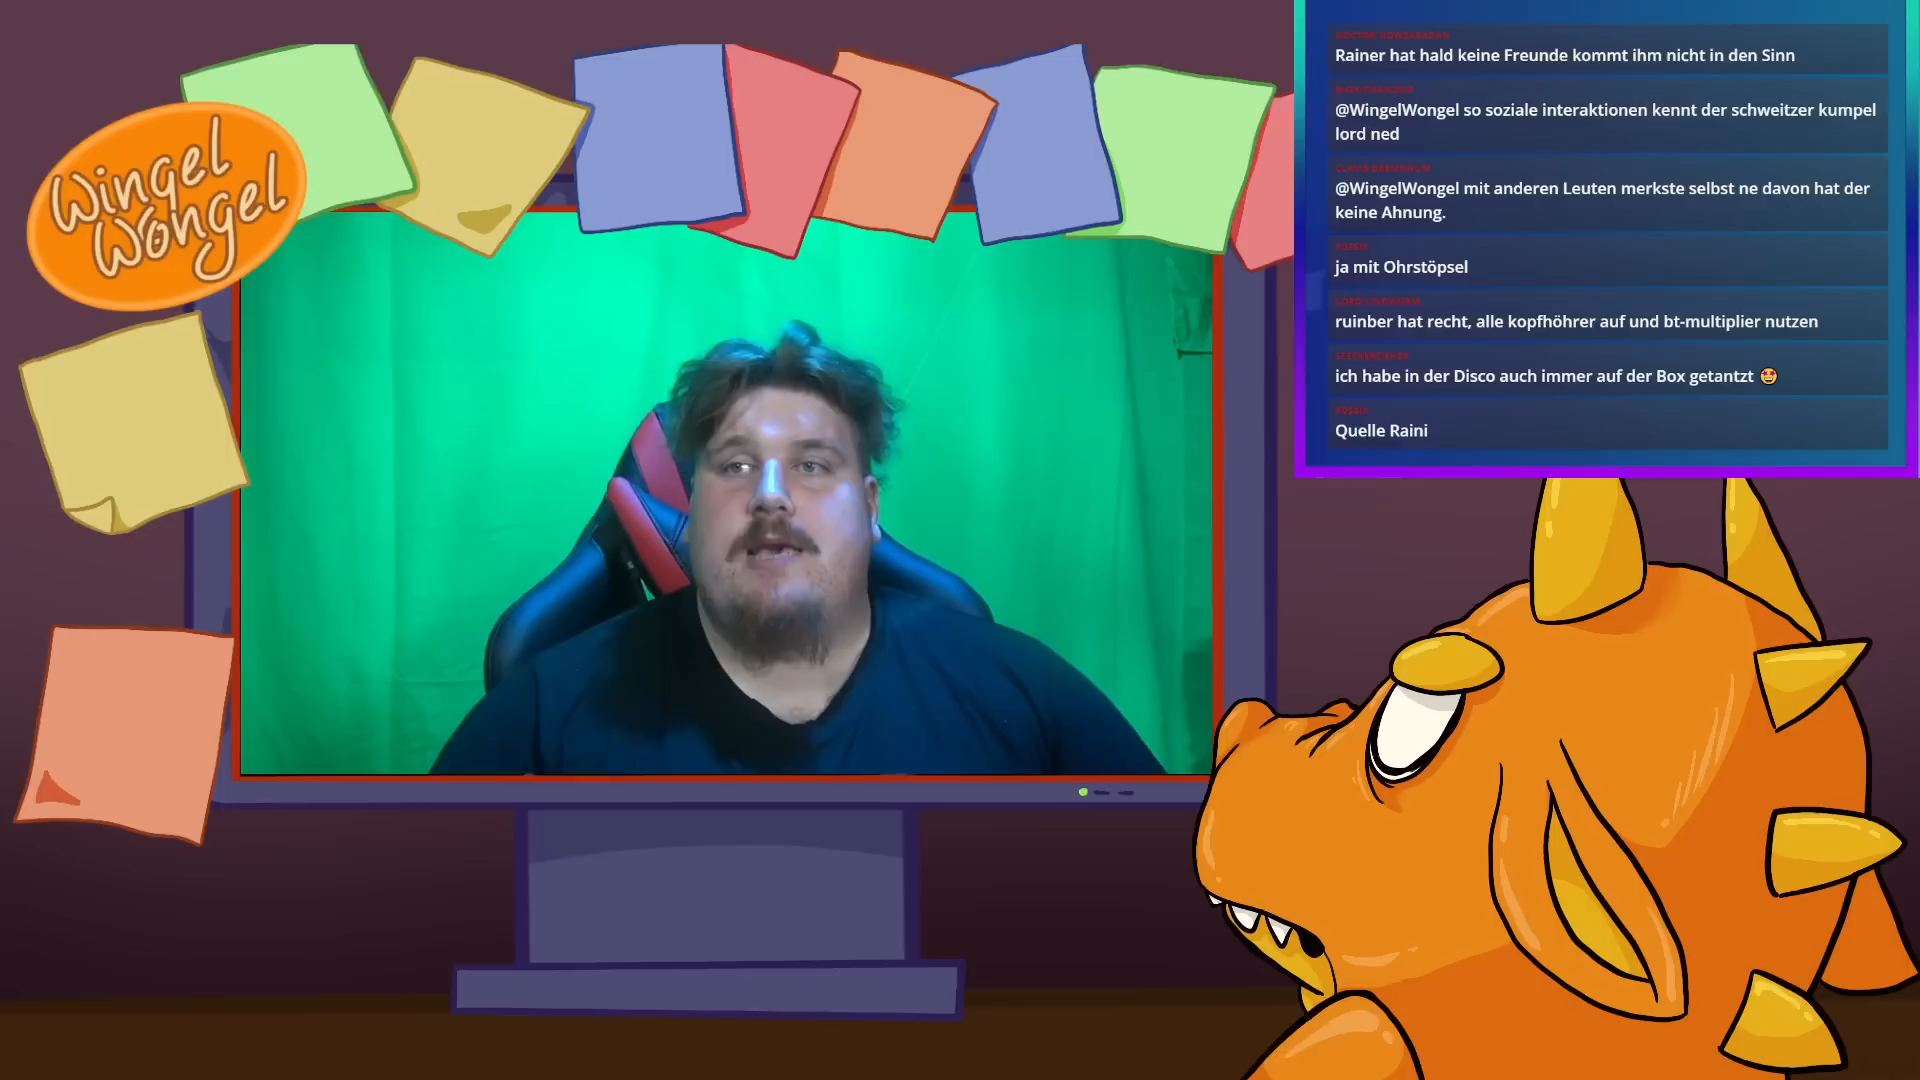 Wingel
Wongel
Rainer hat hald keine Freunde kommt ihm nicht in den Sinn
@WingelWongel so soziale interaktionen kennt der schweitzer kumpel
lord ned
@WingelWongel mit anderen Leuten merkste selbst ne davon hat der
keine Ahnung.
ja mit Ohrstöpsel
ruinber hat recht, alle kopfhöhrer auf und bt-multiplier nutzen
ich habe in der Disco auch immer auf der Box getantzt 🤩
Quelle Raini